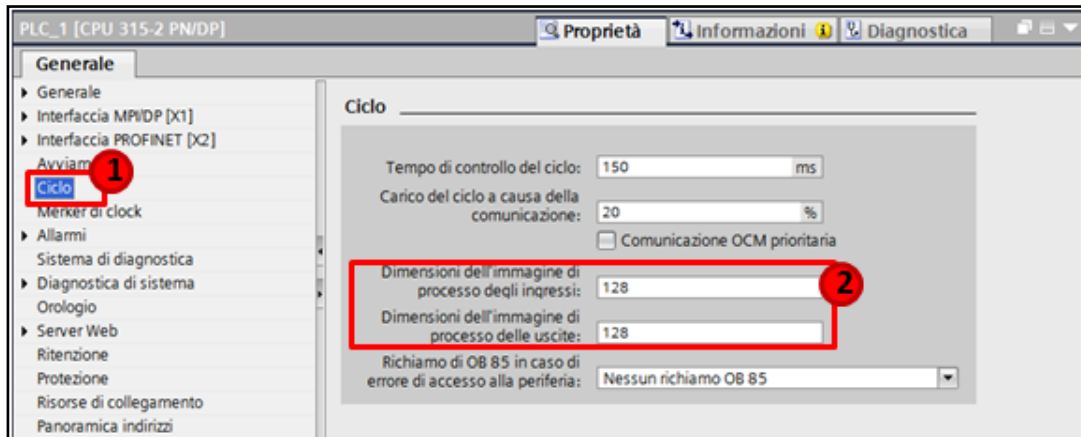 PLC_1 [CPU 315-2 PN/DP]
Proprietà
Informazioni
Diagnostica
Generale
Generale
Interfaccia MPI/DP [X1]
Interfaccia PROFINET [X2]
Avviam
1
Ciclo
Merker di clock
Allarmi
Sistema di diagnostica
Diagnostica di sistema
Orologio
Server Web
Ritenzione
Protezione
Risorse di collegamento
Panoramica indirizzi
Ciclo
Tempo di controllo del ciclo: 150 ms
Carico del ciclo a causa della
comunicazione: 20 %
Comunicazione OCM prioritaria
Dimensioni dell'immagine di
processo degli ingressi: 128
2
Dimensioni dell'immagine di
processo delle uscite: 128
Richiamo di OB 85 in caso di
errore di accesso alla periferia: Nessun richiamo OB 85